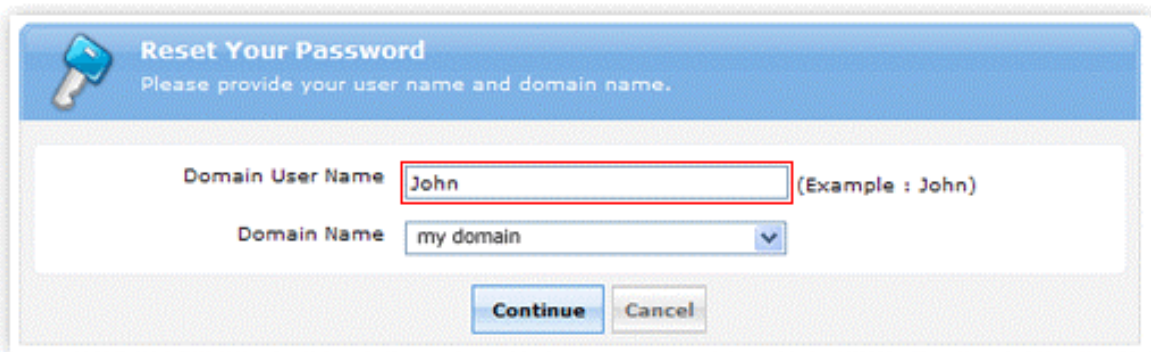 Reset Your Password
Please provide your user name and domain name.
Domain User Name John (Example : John)
Domain Name my domain
Continue Cancel